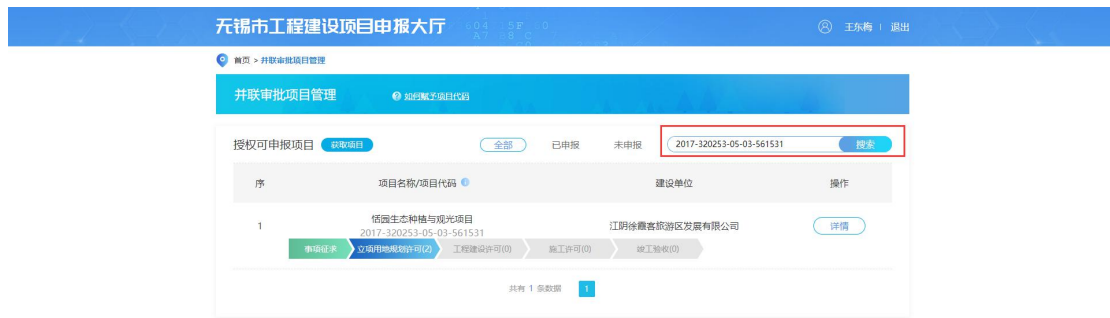 无锡市工程建设项目申报大厅
王东梅 | 退出
首页 > 并联审批项目管理
并联审批项目管理 如何赋予项目代码
授权可申报项目 获取项目 全部 已申报 未申报 2017-320253-05-03-561531 搜索
序 项目名称/项目代码 建设单位 操作
1 恬园生态种植与观光项目 江阴徐霞客旅游区发展有限公司 详情
2017-320253-05-03-561531
事项征求 立项用地规划许可(2) 工程建设许可(0) 施工许可(0) 竣工验收(0)
共有 1 条数据 1